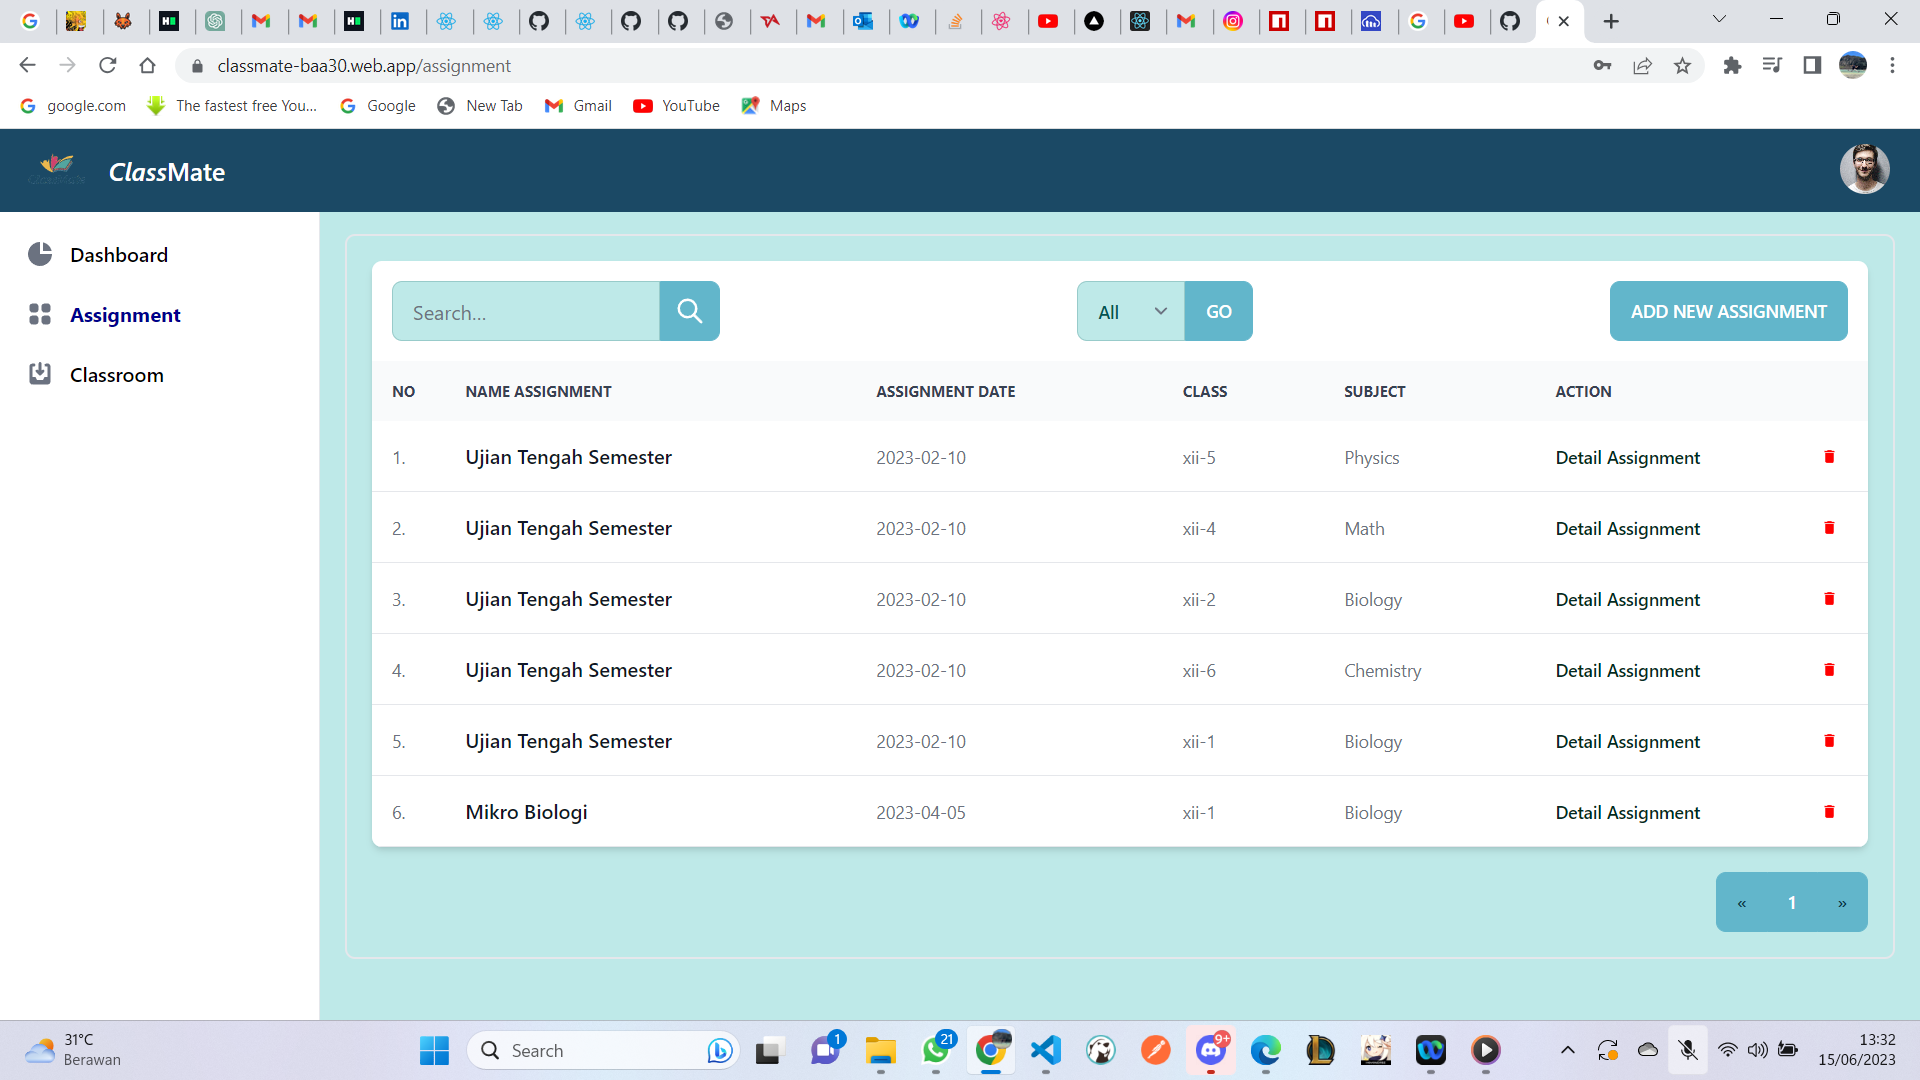 classmate-baa30.web.app/assignment
google.com
The fastest free You...
Google
New Tab
Gmail
YouTube
Maps
ClassMate
Dashboard
Assignment
Classroom
Search...
All
GO
ADD NEW ASSIGNMENT
NO NAME ASSIGNMENT ASSIGNMENT DATE CLASS SUBJECT ACTION
1. Ujian Tengah Semester 2023-02-10 xii-5 Physics Detail Assignment
2. Ujian Tengah Semester 2023-02-10 xii-4 Math Detail Assignment
3. Ujian Tengah Semester 2023-02-10 xii-2 Biology Detail Assignment
4. Ujian Tengah Semester 2023-02-10 xii-6 Chemistry Detail Assignment
5. Ujian Tengah Semester 2023-02-10 xii-1 Biology Detail Assignment
6. Mikro Biologi 2023-04-05 xii-1 Biology Detail Assignment
« 1 »
31°C
Berawan
Search
1
21
9+
13:32
15/06/2023